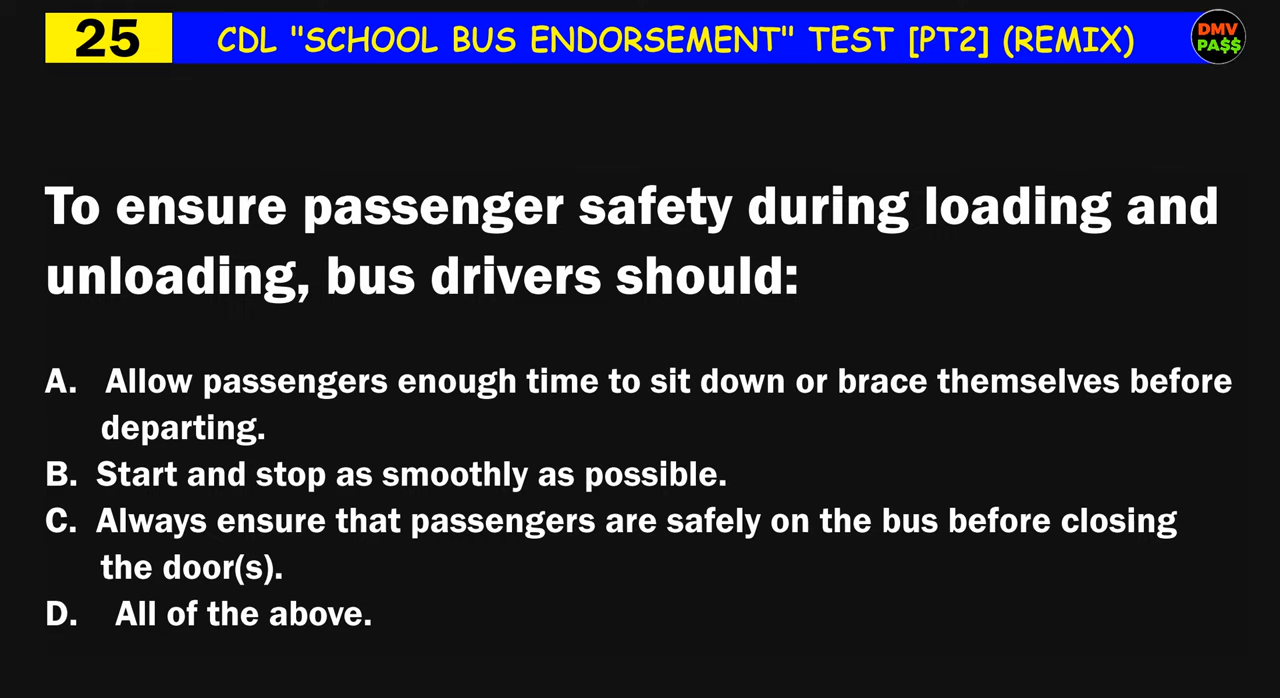 25
CDL "SCHOOL BUS ENDORSEMENT" TEST [PT2] (REMIX)
DMV
PA$$
To ensure passenger safety during loading and
unloading, bus drivers should:
A. Allow passengers enough time to sit down or brace themselves before
departing.
B. Start and stop as smoothly as possible.
C. Always ensure that passengers are safely on the bus before closing
the door(s).
D. All of the above.